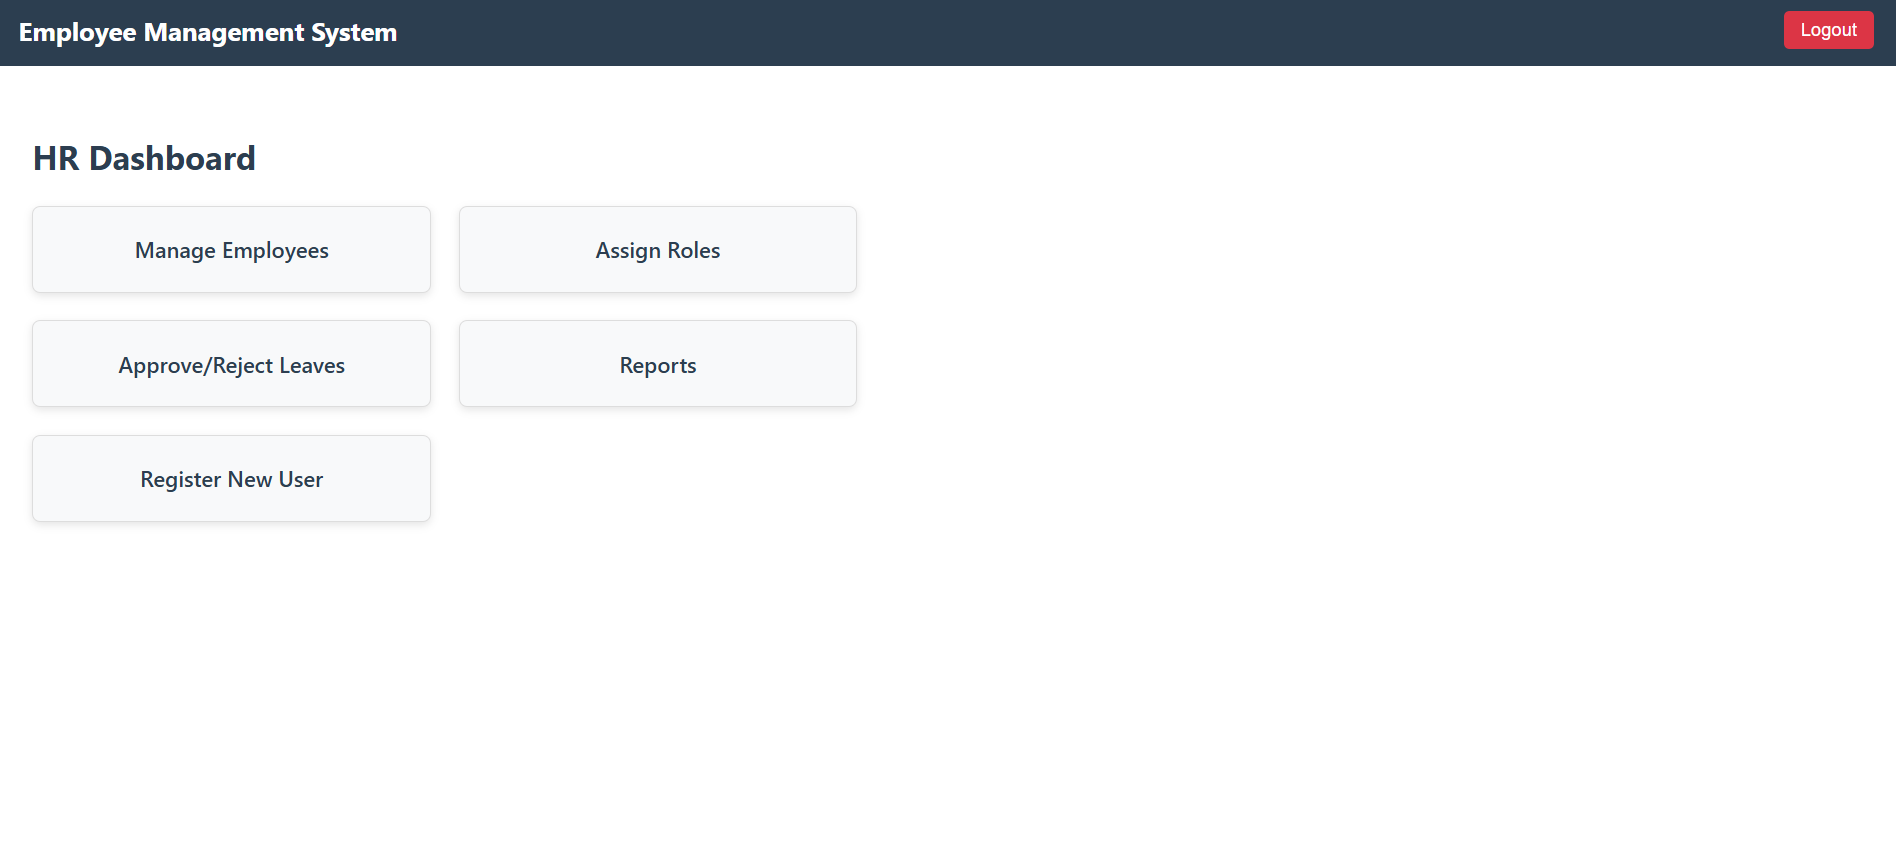 Employee Management System
Logout
HR Dashboard
Manage Employees
Assign Roles
Approve/Reject Leaves
Reports
Register New User